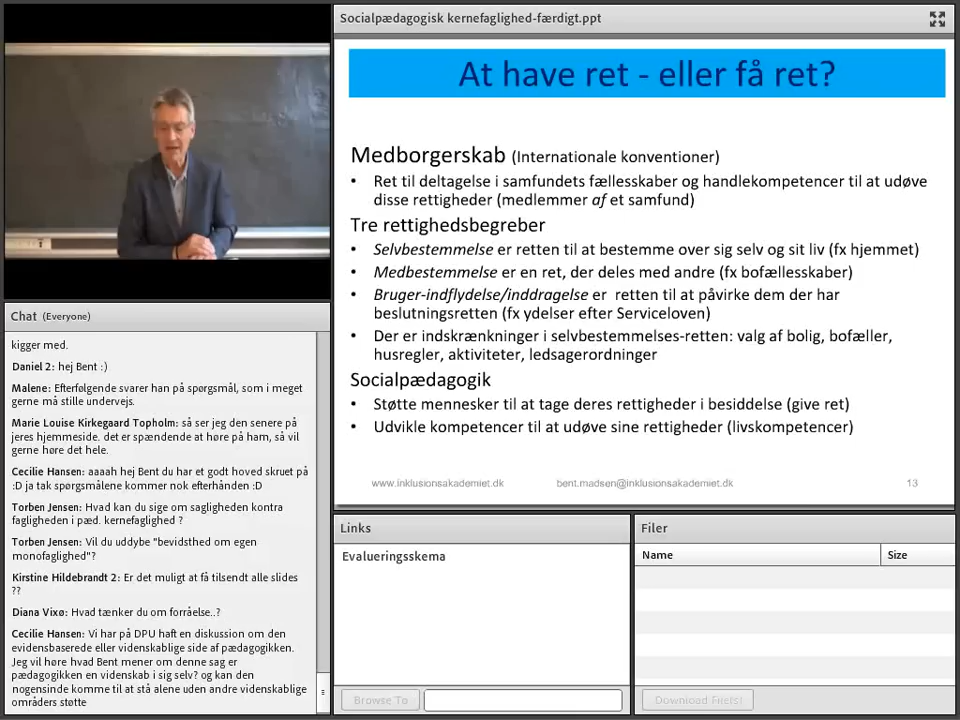 Socialpædagogisk kernefaglighed-færdigt.ppt
At have ret - eller få ret?
Medborgerskab (Internationale konventioner)
• Ret til deltagelse i samfundets fællesskaber og handlekompetencer til at udøve
disse rettigheder (medlemmer af et samfund)
Tre rettighedsbegreber
• Selvbestemmelse er retten til at bestemme over sig selv og sit liv (fx hjemmet)
• Medbestemmelse er en ret, der deles med andre (fx bofællesskaber)
• Bruger-indflydelse/inddragelse er retten til at påvirke dem der har
beslutningsretten (fx ydelser efter Serviceloven)
• Der er indskrænkninger i selvbestemmelses-retten: valg af bolig, bofæller,
husregler, aktiviteter, ledsagerordninger
Socialpædagogik
• Støtte mennesker til at tage deres rettigheder i besiddelse (give ret)
• Udvikle kompetencer til at udøve sine rettigheder (livskompetencer)
www.inklusionsakademiet.dk bent.madsen@inklusionsakademiet.dk 13
Chat (Everyone)
kigger med.
Daniel 2: hej Bent :)
Malene: Efterfølgende svarer han på spørgsmål, som i meget
gerne må stille undervejs.
Marie Louise Kirkegaard Topholm: så ser jeg den senere på
jeres hjemmeside. det er spændende at høre på ham, så vil
gerne høre det hele.
Cecilie Hansen: aaaah hej Bent du har et godt hoved skruet på
:D ja tak spørgsmålene kommer nok efterhånden :D
Torben Jensen: Hvad kan du sige om sagligheden kontra
fagligheden i pæd. kernefaglighed ?
Torben Jensen: Vil du uddybe "bevidsthed om egen
monofaglighed"?
Kirstine Hildebrandt 2: Er det muligt at få tilsendt alle slides
??
Diana Vixø: Hvad tænker du om forråelse..?
Cecilie Hansen: Vi har på DPU haft en diskussion om den
evidensbaserede eller videnskablige side af pædagogikken.
Jeg vil høre hvad Bent mener om denne sag er
pædagogikken en videnskab i sig selv? og kan den
nogensinde komme til at stå alene uden andre videnskablige
områders støtte
Links
Evalueringsskema
Browse To
Filer
Name Size
Download File(s)